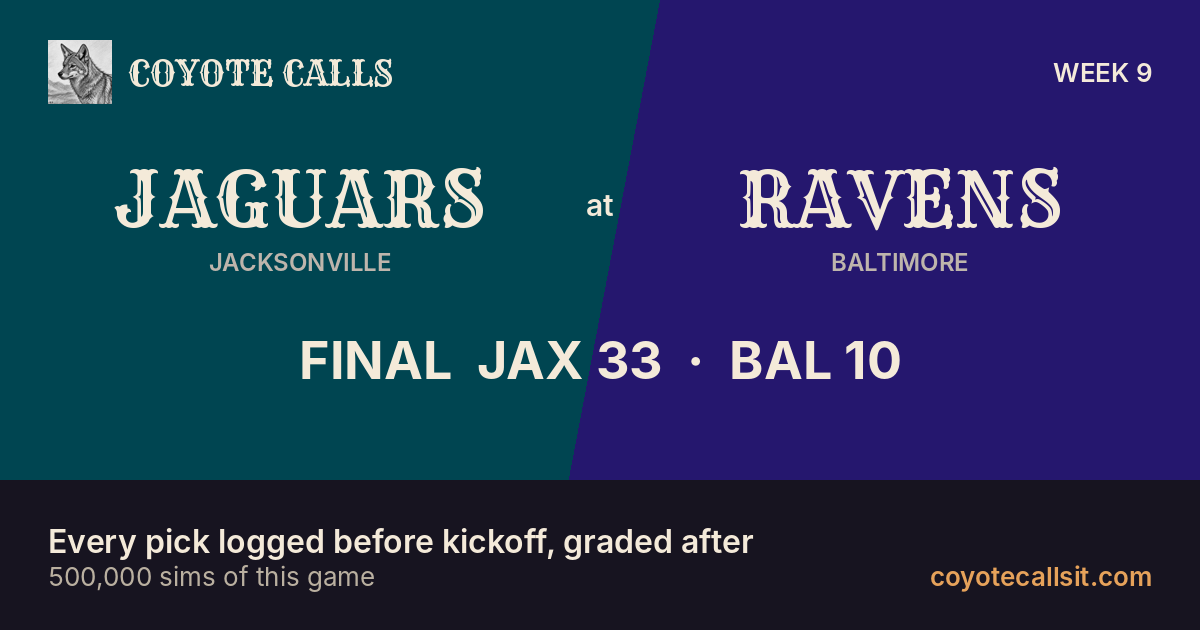 COYOTE CALLS
WEEK 9
JAGUARS at RAVENS
JACKSONVILLE BALTIMORE
FINAL JAX 33 · BAL 10
Every pick logged before kickoff, graded after
500,000 sims of this game
coyotecallsit.com